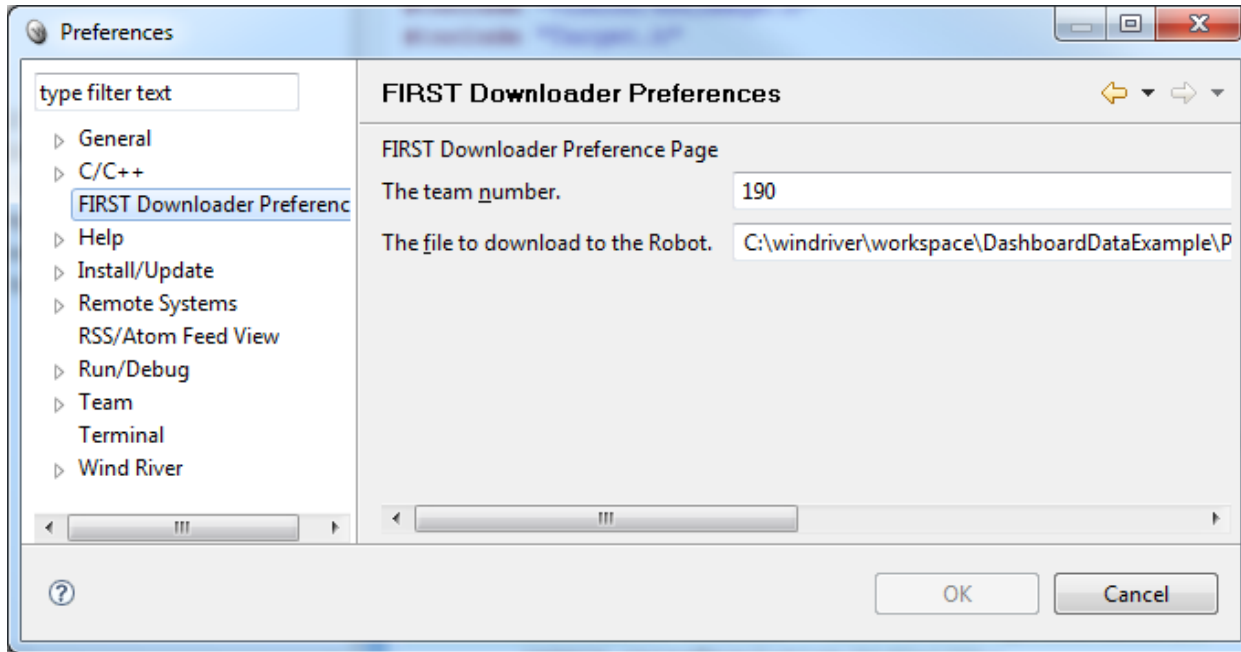 Preferences
type filter text
General
C/C++
FIRST Downloader Preferenc
Help
Install/Update
Remote Systems
RSS/Atom Feed View
Run/Debug
Team
Terminal
Wind River
FIRST Downloader Preferences
FIRST Downloader Preference Page
The team number. 190
The file to download to the Robot. C:\windriver\workspace\DashboardDataExample\P
OK Cancel